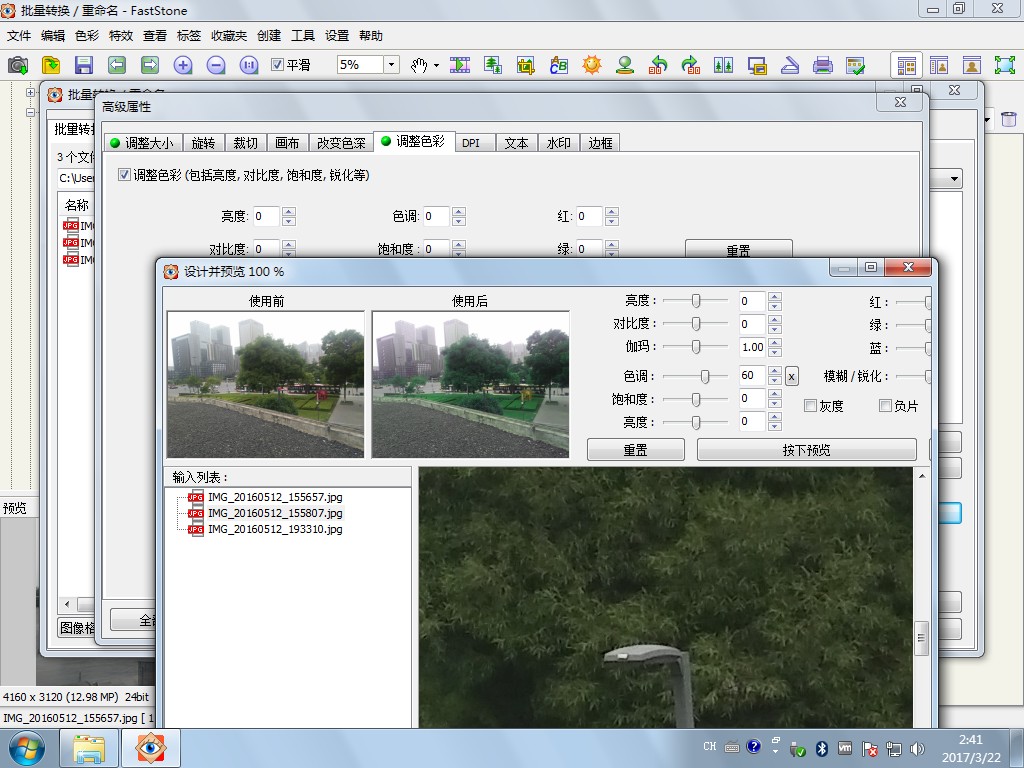 批量转换 / 重命名 - FastStone
文件 编辑 色彩 特效 查看 标签 收藏夹 创建 工具 设置 帮助
平滑 5%
批量转换 / 重命名
高级属性
批量转换
调整大小 旋转 裁切 画布 改变色深 调整色彩 DPI 文本 水印 边框
3 个文件
调整色彩 (包括亮度, 对比度, 饱和度, 锐化等)
C:\User
名称
亮度: 0 色调: 0 红: 0
对比度: 0 饱和度: 0 绿: 0 重置
JPG IM
JPG IM
JPG IM
设计并预览 100 %
使用前 使用后
亮度: 0 红:
对比度: 0 绿:
伽玛: 1.00 蓝:
色调: 60 x 模糊 / 锐化:
饱和度: 0 灰度 负片
亮度: 0
重置 按下预览
输入列表:
JPG IMG_20160512_155657.jpg
JPG IMG_20160512_155807.jpg
JPG IMG_20160512_193310.jpg
预览
全部
图像格
4160 x 3120 (12.98 MP) 24bit
IMG_20160512_155657.jpg [ 1
CH
2:41
2017/3/22